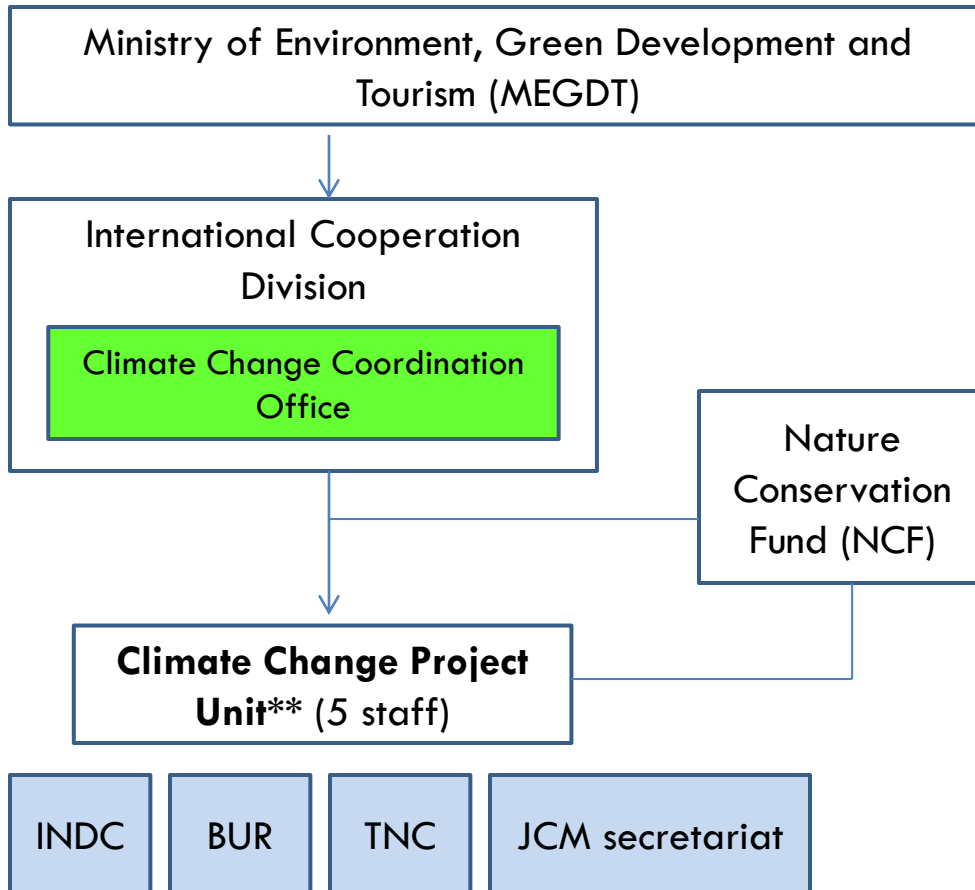 Ministry of Environment, Green Development and
Tourism (MEGDT)
International Cooperation
Division
Climate Change Coordination
Office
Nature
Conservation
Fund (NCF)
Climate Change Project
Unit** (5 staff)
INDC
BUR
TNC
JCM secretariat